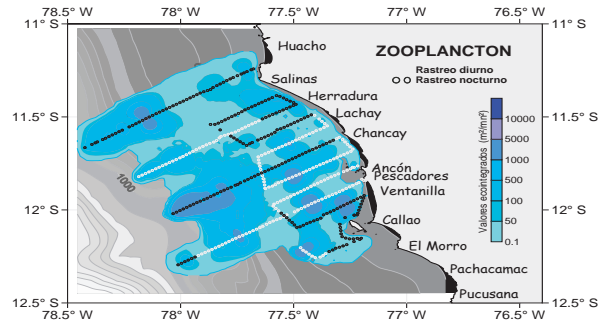 78.5° W 78° W 77.5° W 77° W 76.5° W
11° S 11° S
Huacho
ZOOPLANCTON
Rastreo diurno
Rastreo nocturno
Salinas
Herradura
Lachay
Chancay
11.5° S 11.5° S
Ancón
Pescadores
Ventanilla
Callao
El Morro
Pachacamac
Pucusana
1000
12° S 12° S
Valores ecointegrados (m²/mn²)
10000
5000
1000
500
100
50
0.1
12.5° S 12.5° S
78.5° W 78° W 77.5° W 77° W 76.5° W